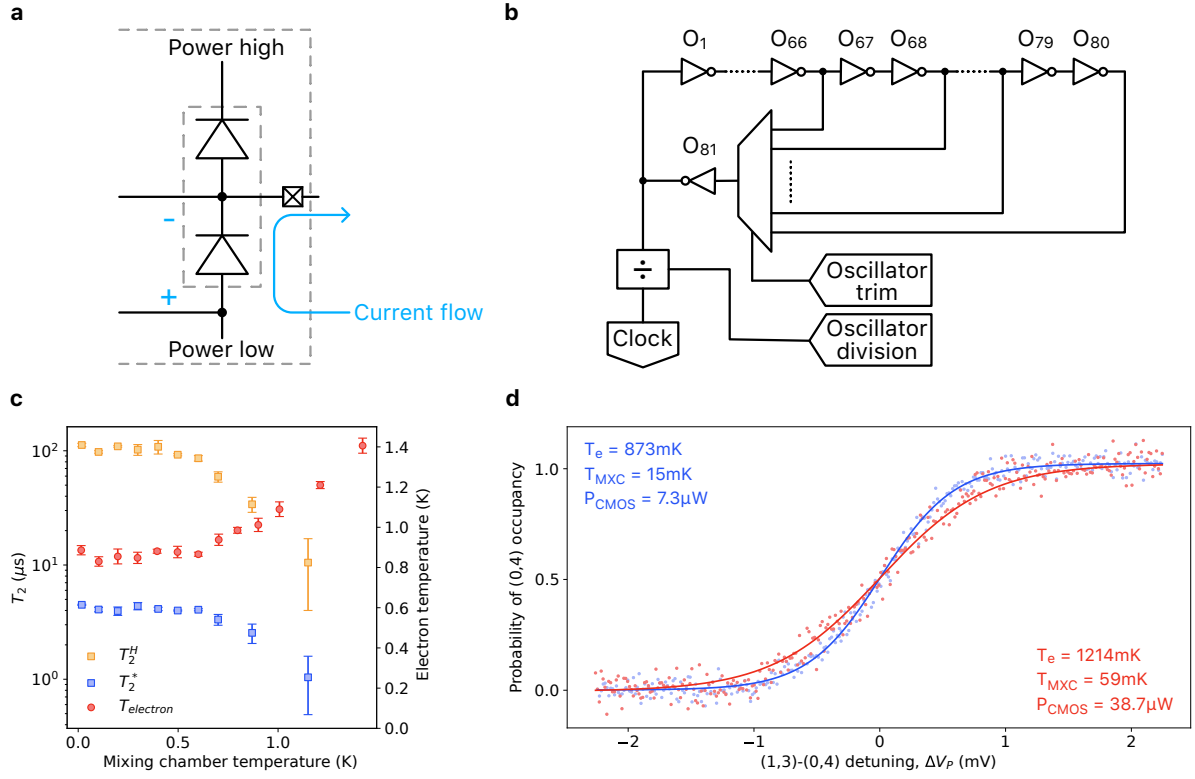 a
Power high
-
+
Current flow
Power low
b
O1
O66
O67
O68
O79
O80
O81
÷
Oscillator
trim
Clock
Oscillator
division
c
10²
10¹
10⁰
T₂ (µs)
T₂ᴴ
T₂*
Telectron
0.0
0.5
1.0
Mixing chamber temperature (K)
1.4
1.2
1.0
0.8
0.6
0.4
0.2
0.0
Electron temperature (K)
d
Te = 873mK
TMXC = 15mK
PCMOS = 7.3µW
1.0
0.5
0.0
Probability of (0,4) occupancy
Te = 1214mK
TMXC = 59mK
PCMOS = 38.7µW
−2
−1
0
1
2
(1,3)-(0,4) detuning, ΔVP (mV)